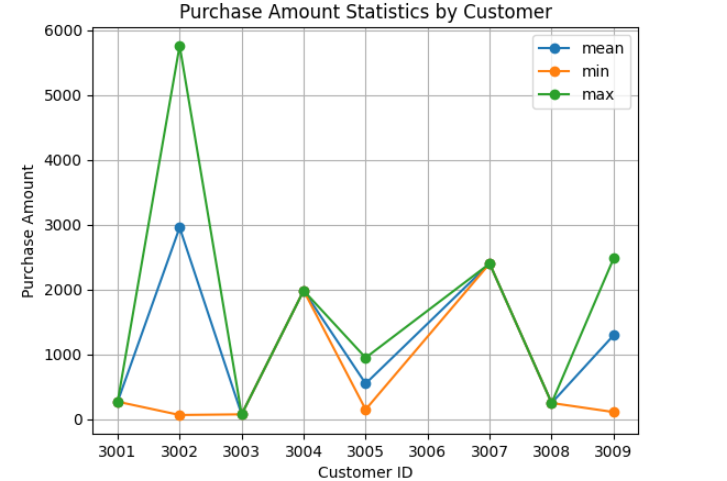 Purchase Amount Statistics by Customer
6000
5000
4000
3000
2000
1000
0
Purchase Amount
mean
min
max
3001 3002 3003 3004 3005 3006 3007 3008 3009
Customer ID